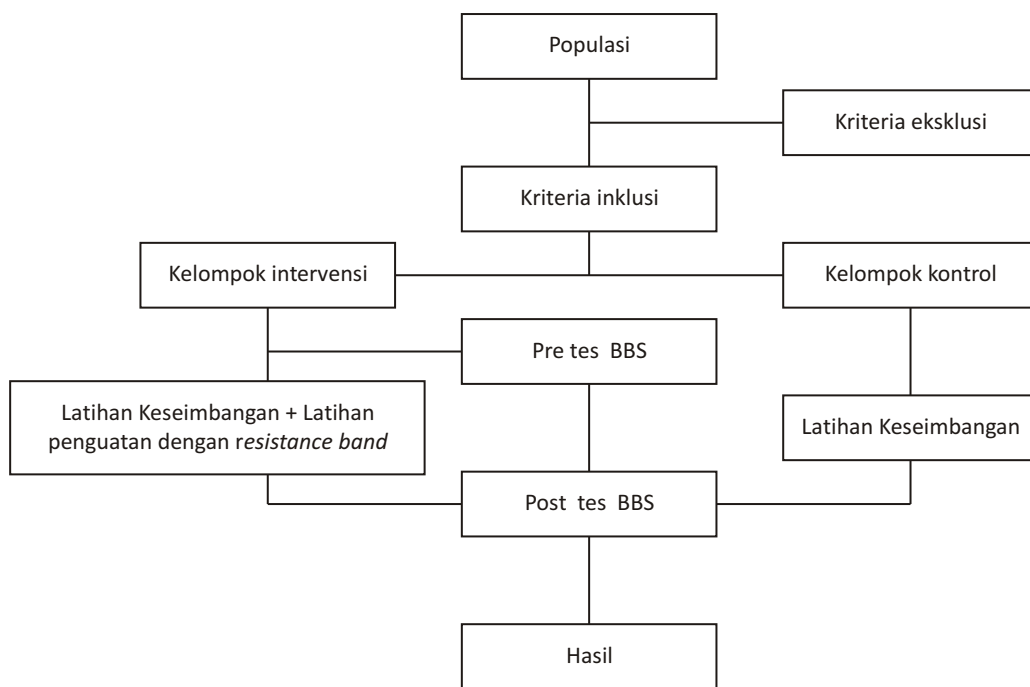 Populasi
Kriteria eksklusi
Kriteria inklusi
Kelompok intervensi
Kelompok kontrol
Pre tes BBS
Latihan Keseimbangan + Latihan
penguatan dengan resistance band
Latihan Keseimbangan
Post tes BBS
Hasil